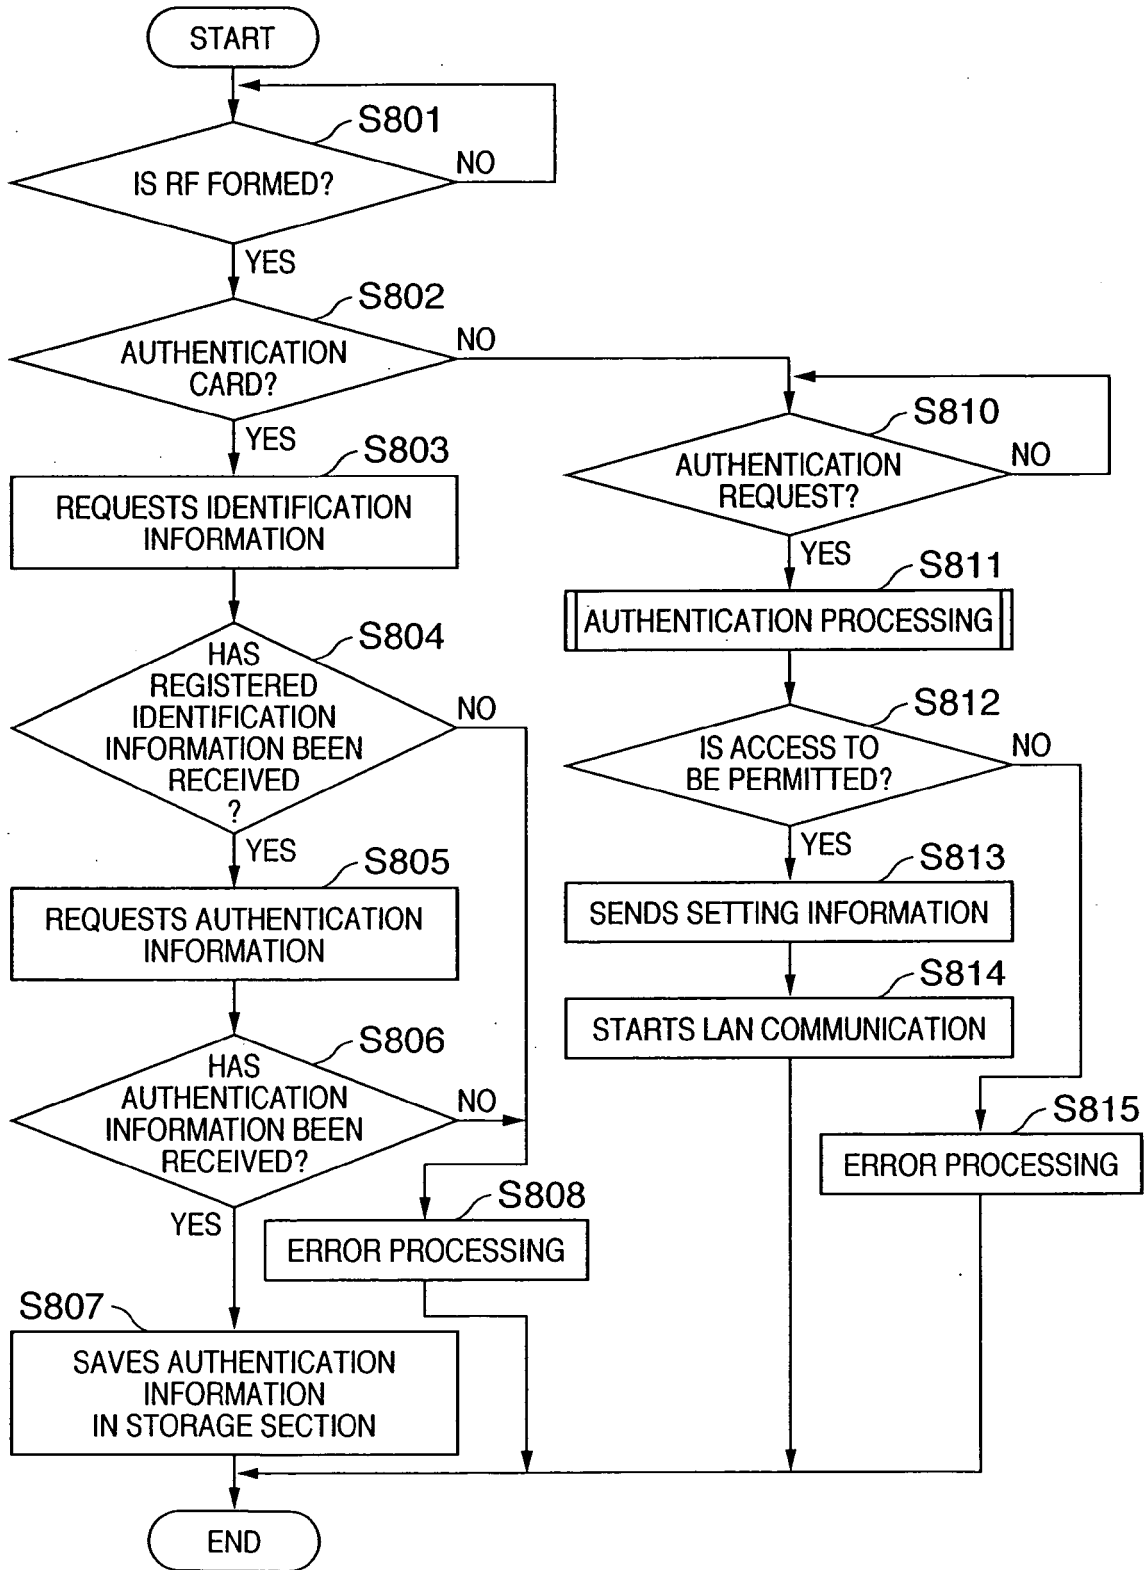 START
S801
IS RF FORMED?
NO
YES
S802
AUTHENTICATION
CARD?
NO
YES
S803
REQUESTS IDENTIFICATION
INFORMATION
S804
HAS
REGISTERED
IDENTIFICATION
INFORMATION BEEN
RECEIVED
?
NO
YES
S805
REQUESTS AUTHENTICATION
INFORMATION
S806
HAS
AUTHENTICATION
INFORMATION BEEN
RECEIVED?
NO
YES
S808
ERROR PROCESSING
S807
SAVES AUTHENTICATION
INFORMATION
IN STORAGE SECTION
END
S810
AUTHENTICATION
REQUEST?
NO
YES
S811
AUTHENTICATION PROCESSING
S812
IS ACCESS TO
BE PERMITTED?
NO
YES
S813
SENDS SETTING INFORMATION
S814
STARTS LAN COMMUNICATION
S815
ERROR PROCESSING